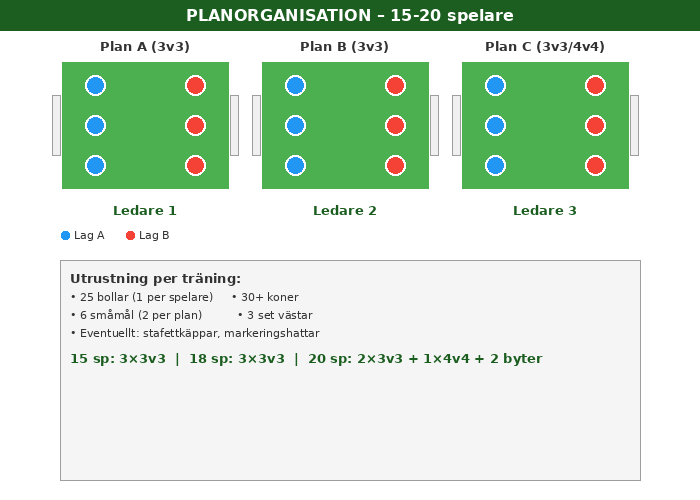 PLANORGANISATION – 15-20 spelare
Plan A (3v3) Plan B (3v3) Plan C (3v3/4v4)
Ledare 1 Ledare 2 Ledare 3
Lag A Lag B
Utrustning per träning:
• 25 bollar (1 per spelare) • 30+ koner
• 6 småmål (2 per plan) • 3 set västar
• Eventuellt: stafettkäppar, markeringshattar
15 sp: 3×3v3 | 18 sp: 3×3v3 | 20 sp: 2×3v3 + 1×4v4 + 2 byter